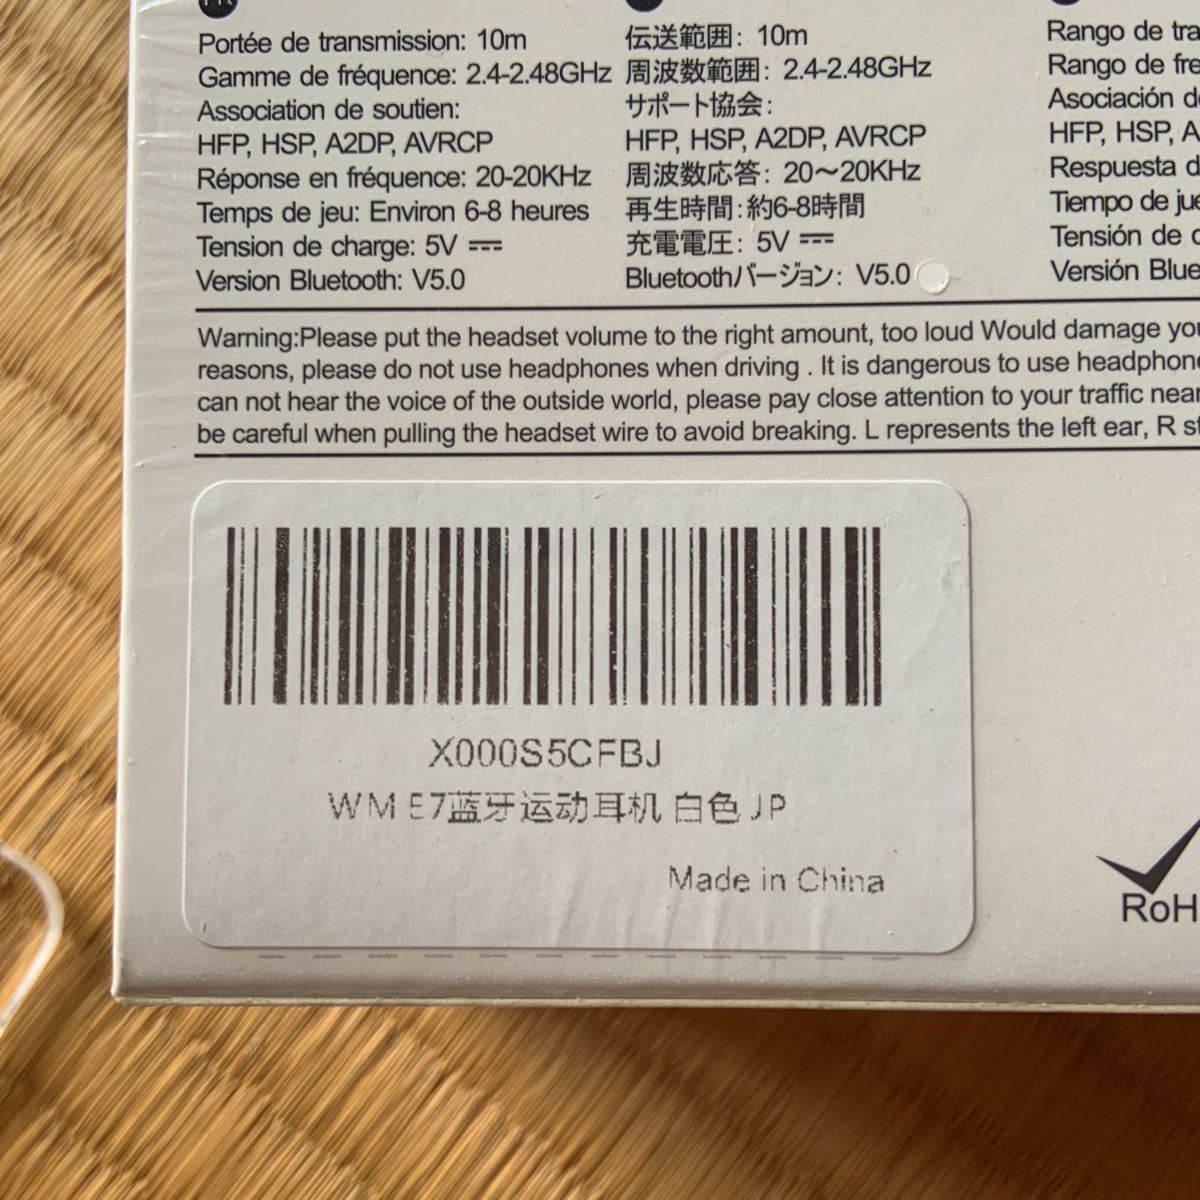 FR
Portée de transmission: 10m
Gamme de fréquence: 2.4-2.48GHz
Association de soutien:
HFP, HSP, A2DP, AVRCP
Réponse en fréquence: 20-20KHz
Temps de jeu: Environ 6-8 heures
Tension de charge: 5V
Version Bluetooth: V5.0
伝送範囲: 10m
周波数範囲: 2.4-2.48GHz
サポート協会:
HFP, HSP, A2DP, AVRCP
周波数応答: 20～20KHz
再生時間:約6-8時間
充電電圧: 5V
Bluetoothバージョン: V5.0
Rango de
Rango de
Asociación
HFP, HSP,
Respuesta
Tiempo de
Tensión de
Versión
Warning:Please put the headset volume to the right amount, too loud Would damage
reasons, please do not use headphones when driving . It is dangerous to use
can not hear the voice of the outside world, please pay close attention to your traffic
be careful when pulling the headset wire to avoid breaking. L represents the left ear, R
X000S5CFBJ
WM E7蓝牙运动耳机 白色 JP
Made in China
RoH